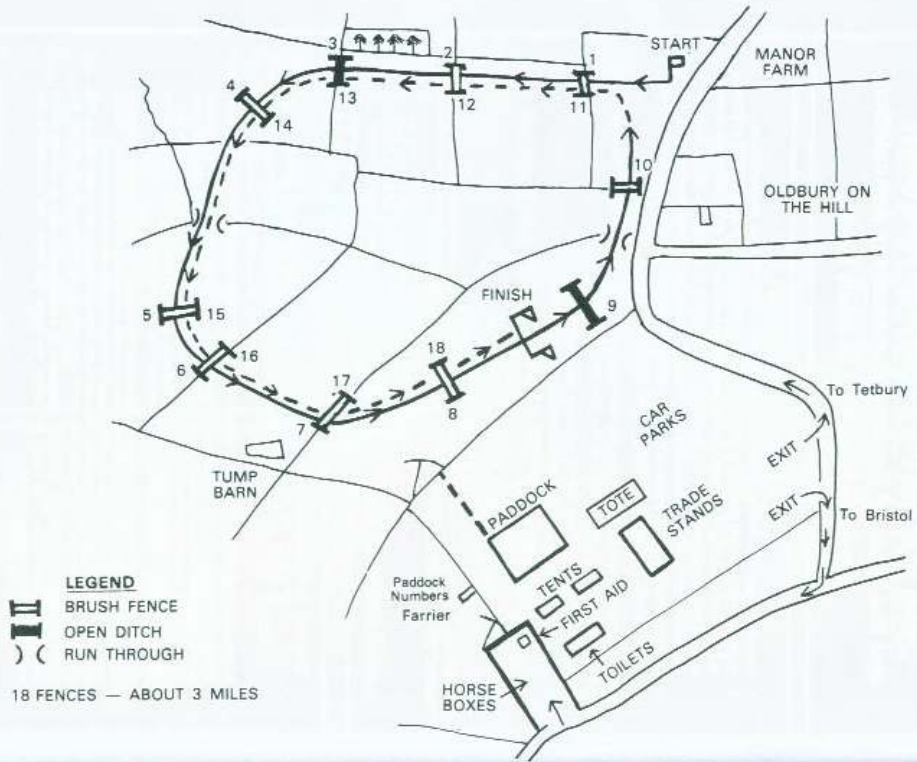 3
2
1
START
MANOR
FARM
4
13
12
11
14
10
OLDBURY ON
THE HILL
FINISH
5
15
9
16
18
6
17
8
7
To Tetbury
CAR
PARKS
EXIT
TUMP
BARN
PADDOCK
TOTE
TRADE
STANDS
EXIT
To Bristol
LEGEND
BRUSH FENCE
OPEN DITCH
RUN THROUGH
18 FENCES — ABOUT 3 MILES
Paddock
Numbers
Farrier
TENTS
FIRST AID
TOILETS
HORSE
BOXES